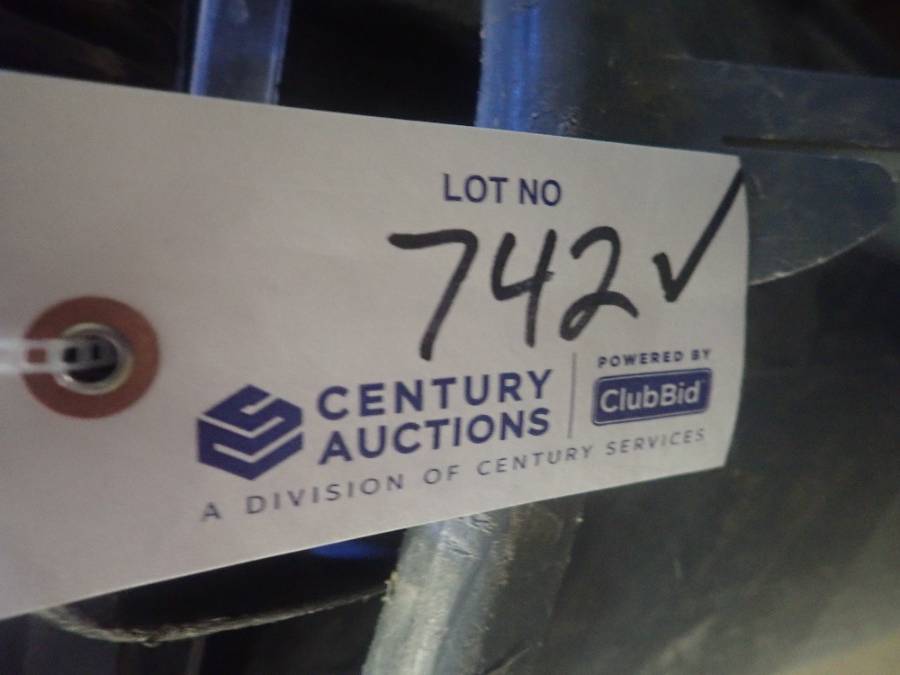 LOT NO
742✓
CENTURY
AUCTIONS
POWERED BY
ClubBid
A DIVISION OF CENTURY SERVICES